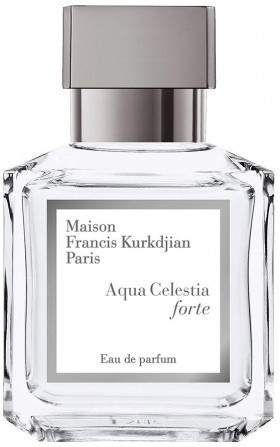 Maison
Francis Kurkdjian
Paris
Aqua Celestia
forte
Eau de parfum